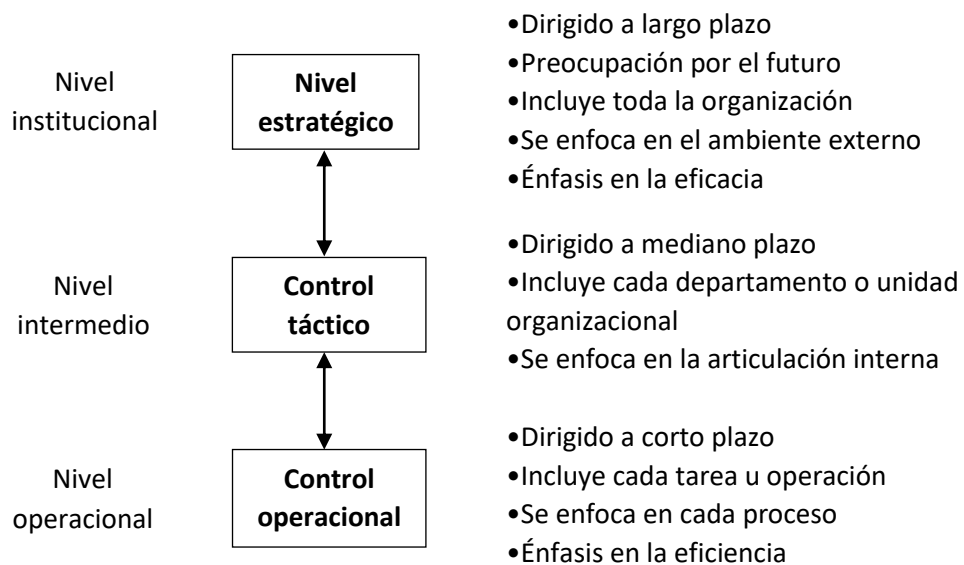 Nivel
institucional
Nivel
estratégico
•Dirigido a largo plazo
•Preocupación por el futuro
•Incluye toda la organización
•Se enfoca en el ambiente externo
•Énfasis en la eficacia
Nivel
intermedio
Control
táctico
•Dirigido a mediano plazo
•Incluye cada departamento o unidad
organizacional
•Se enfoca en la articulación interna
Nivel
operacional
Control
operacional
•Dirigido a corto plazo
•Incluye cada tarea u operación
•Se enfoca en cada proceso
•Énfasis en la eficiencia